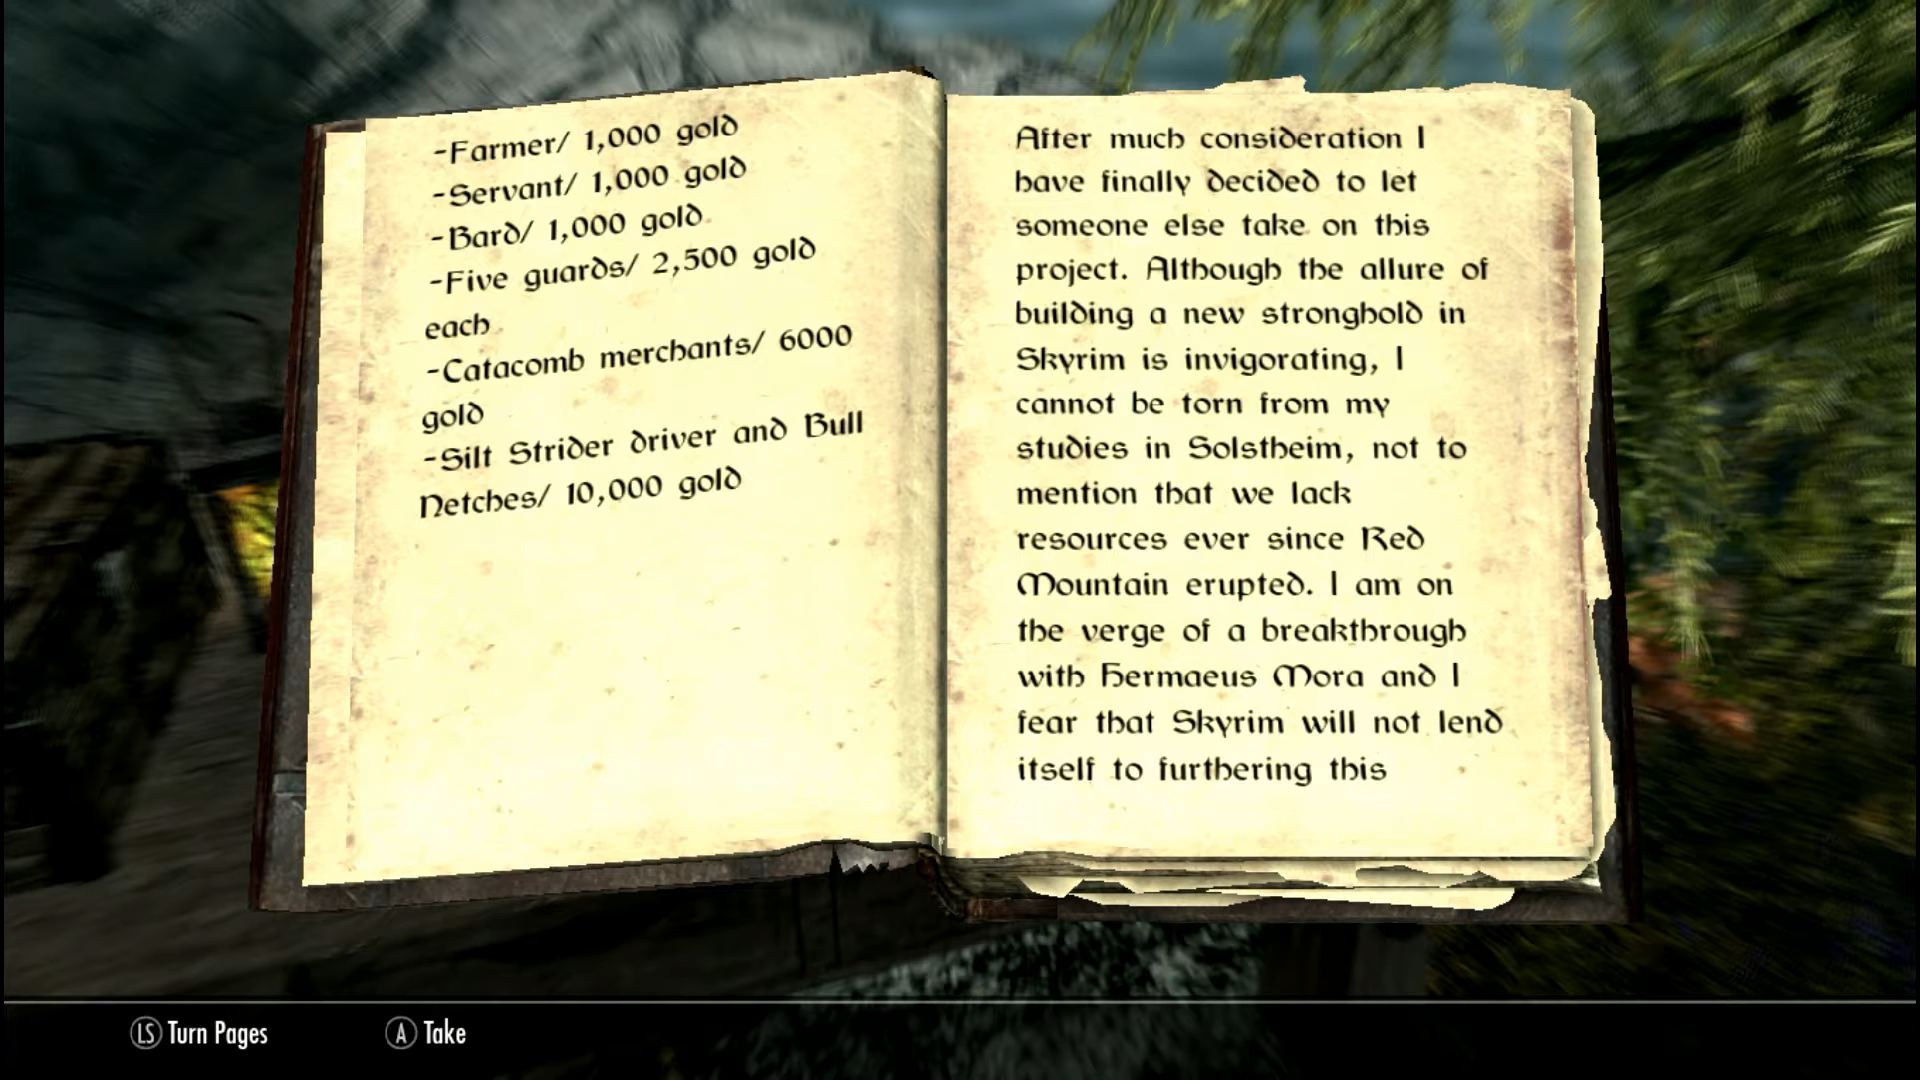 -Farmer/ 1,000 gold
-Servant/ 1,000 gold
-Bard/ 1,000 gold
-Five guards/ 2,500 gold
each
-Catacomb merchants/ 6000
gold
-Silt Strider driver and Bull
Netches/ 10,000 gold
After much consideration I
have finally decided to let
someone else take on this
project. Although the allure of
building a new stronghold in
Skyrim is invigorating, I
cannot be torn from my
studies in Solstheim, not to
mention that we lack
resources ever since Red
Mountain erupted. I am on
the verge of a breakthrough
with Hermaeus Mora and I
fear that Skyrim will not lend
itself to furthering this
LS Turn Pages
A Take